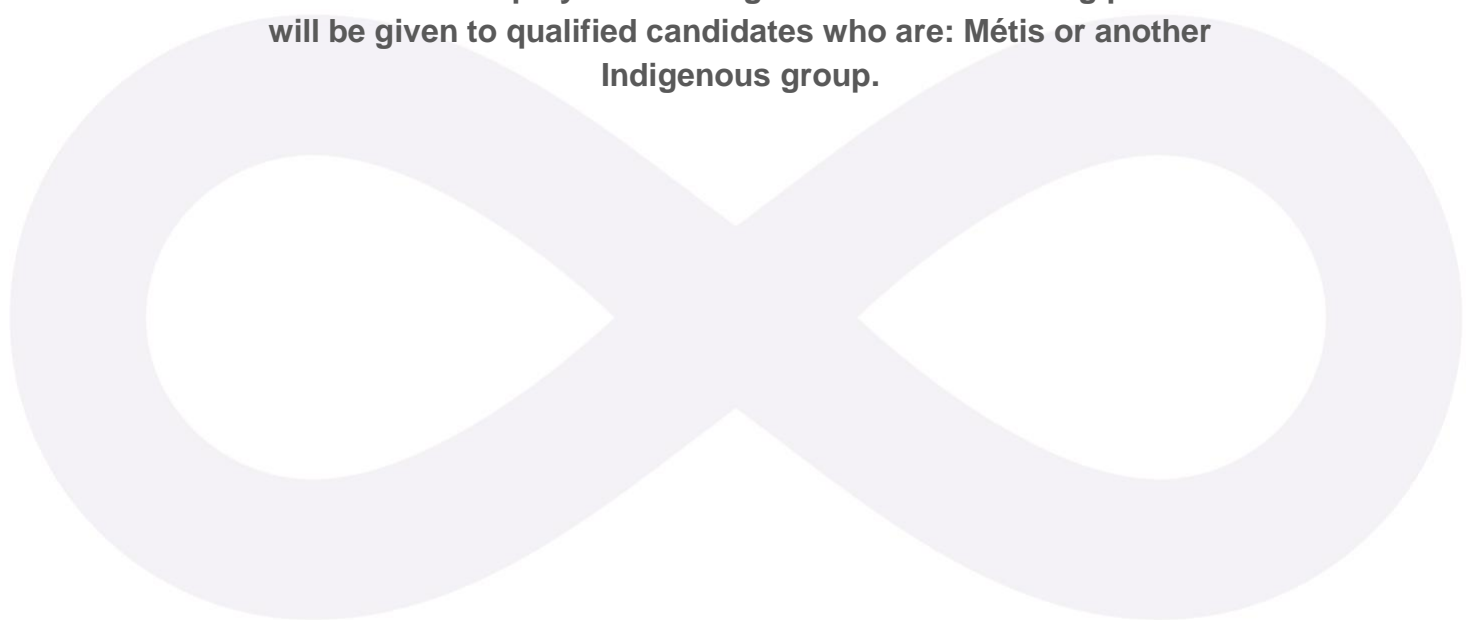 will be given to qualified candidates who are: Métis or another
Indigenous group.